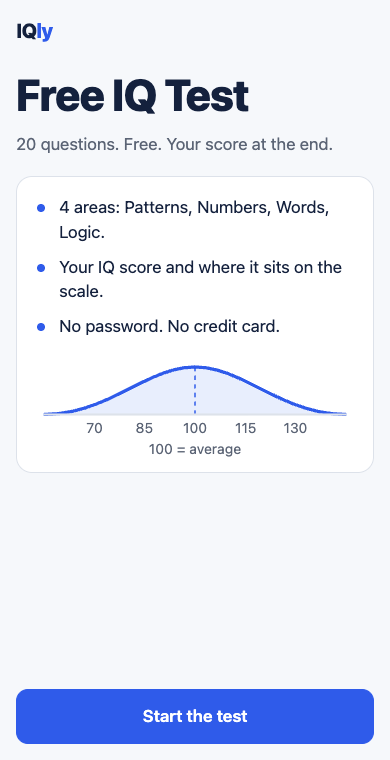 IQly
Free IQ Test
20 questions. Free. Your score at the end.
4 areas: Patterns, Numbers, Words,
Logic.
Your IQ score and where it sits on the
scale.
No password. No credit card.
70 85 100 115 130
100 = average
Start the test